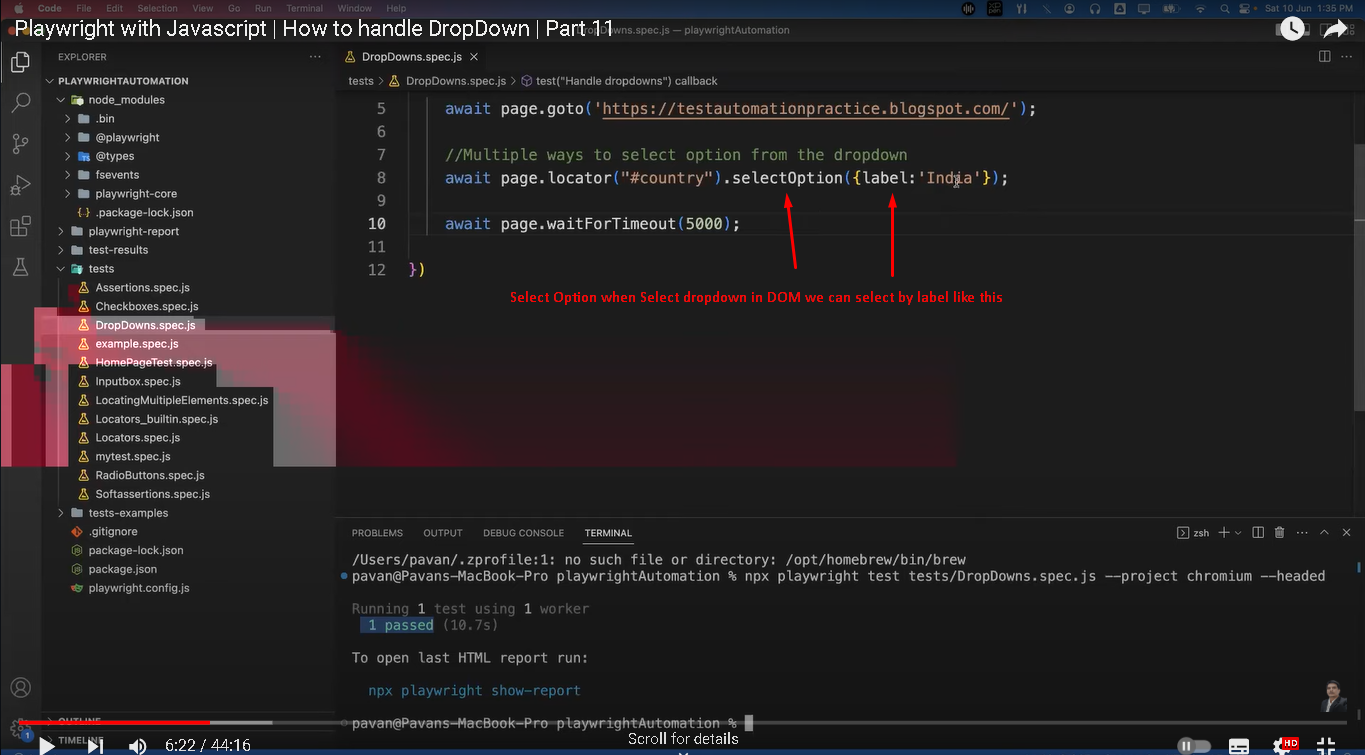 Code File Edit Selection View Go Run Terminal Window Help
Sat 10 Jun 1:35 PM
Playwright with Javascript | How to handle DropDown | Part 11
DropDowns.spec.js — playwrightAutomation
EXPLORER
PLAYWRIGHTAUTOMATION
node_modules
.bin
@playwright
@types
fsevents
playwright-core
.package-lock.json
playwright-report
test-results
tests
Assertions.spec.js
Checkboxes.spec.js
DropDowns.spec.js
example.spec.js
HomePageTest.spec.js
Inputbox.spec.js
LocatingMultipleElements.spec.js
Locators_builtin.spec.js
Locators.spec.js
mytest.spec.js
RadioButtons.spec.js
Softassertions.spec.js
tests-examples
.gitignore
package-lock.json
package.json
playwright.config.js
OUTLINE
TIMELINE
DropDowns.spec.js
tests > DropDowns.spec.js > test("Handle dropdowns") callback
5 await page.goto('https://testautomationpractice.blogspot.com/');
6
7 //Multiple ways to select option from the dropdown
8 await page.locator("#country").selectOption({label:'India'});
9
10 await page.waitForTimeout(5000);
11
12 })
Select Option when Select dropdown in DOM we can select by label like this
PROBLEMS OUTPUT DEBUG CONSOLE TERMINAL
zsh
/Users/pavan/.zprofile:1: no such file or directory: /opt/homebrew/bin/brew
pavan@Pavans-MacBook-Pro playwrightAutomation % npx playwright test tests/DropDowns.spec.js --project chromium --headed
Running 1 test using 1 worker
1 passed (10.7s)
To open last HTML report run:
npx playwright show-report
pavan@Pavans-MacBook-Pro playwrightAutomation %
1
6:22 / 44:16
Scroll for details
HD